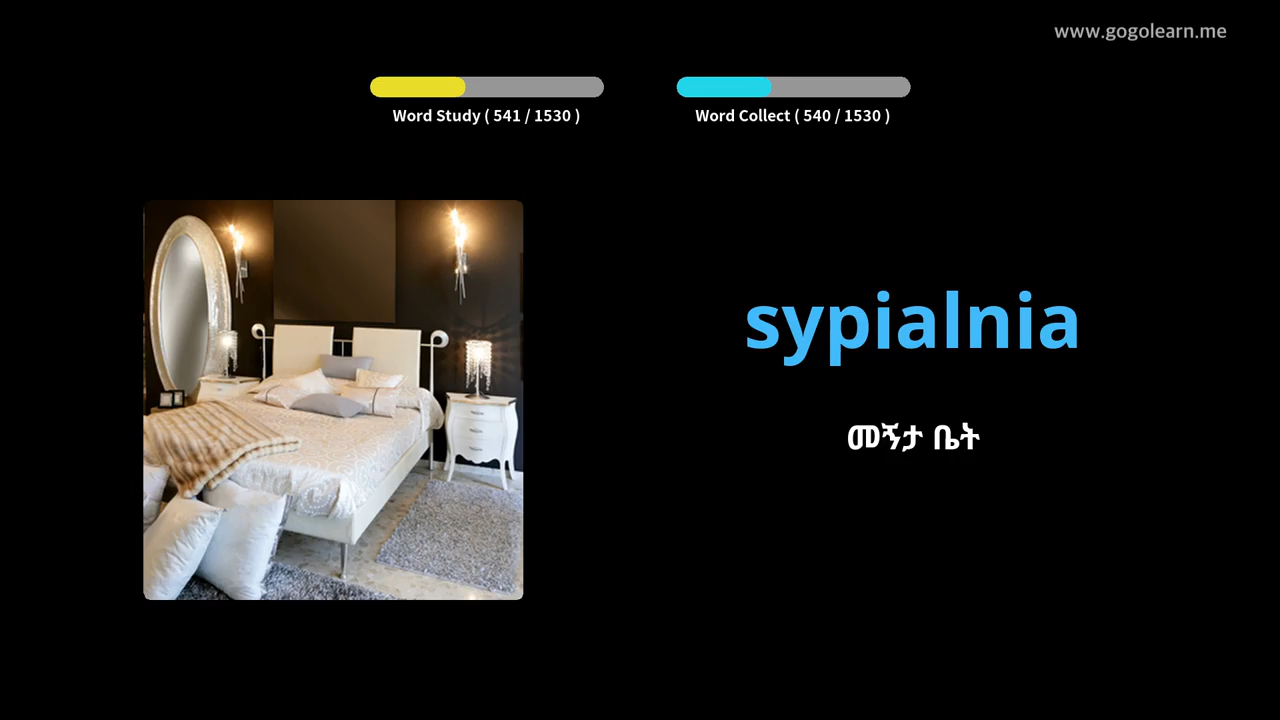 www.gogolearn.me
Word Study ( 541 / 1530 )
Word Collect ( 540 / 1530 )
sypialnia
መኝታ ቤት